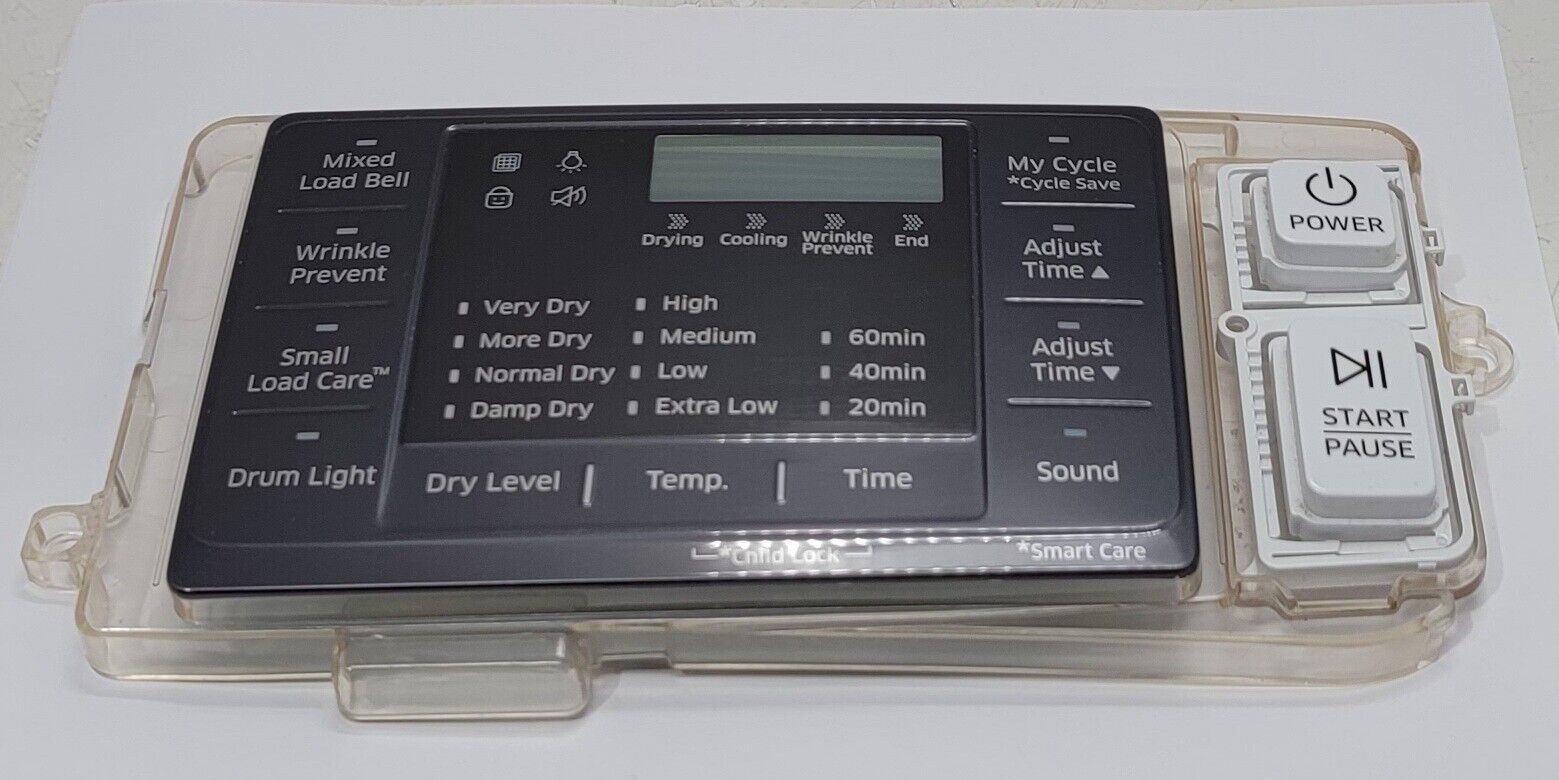 Mixed
Load Bell
Wrinkle
Prevent
Small
Load Care™
Drum Light
Drying
Cooling
Wrinkle
Prevent
End
Very Dry
More Dry
Normal Dry
Damp Dry
High
Medium
Low
Extra Low
60min
40min
20min
Dry Level
Temp.
Time
*Child Lock
My Cycle
*Cycle Save
Adjust
Time ▲
Adjust
Time ▼
Sound
*Smart Care
POWER
START
PAUSE